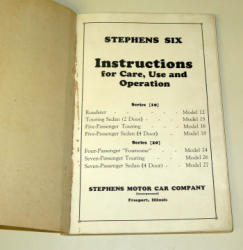 STEPHENS SIX
Instructions
for Care, Use and
Operation
Series [10]
Roadster - - - - - Model 12
Touring Sedan (2 Door) - - Model 15
Five-Passenger Touring - - Model 16
Five-Passenger Sedan (4 Door) - Model 18
Series [20]
Four-Passenger "Foursome" - - Model 24
Seven-Passenger Touring - - Model 26
Seven-Passenger Sedan (4 Door) - Model 27
STEPHENS MOTOR CAR COMPANY
[Incorporated]
Freeport, Illinois